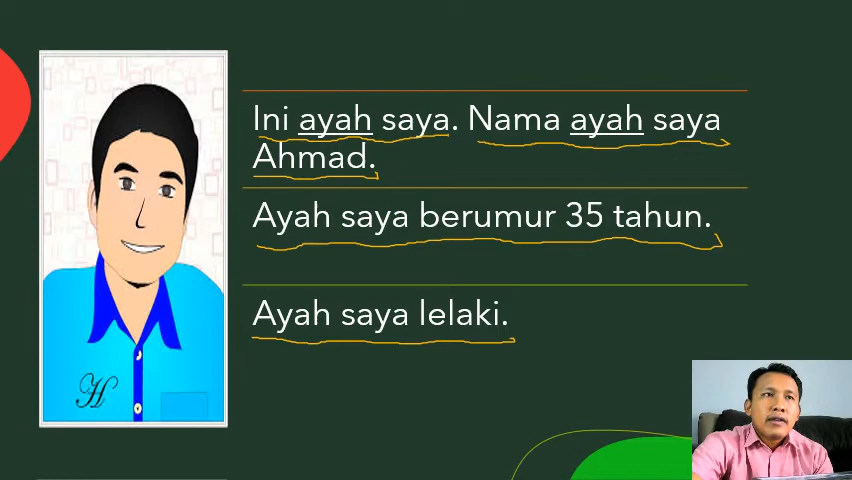 Ini ayah saya. Nama ayah saya
Ahmad.
Ayah saya berumur 35 tahun.
Ayah saya lelaki.
H